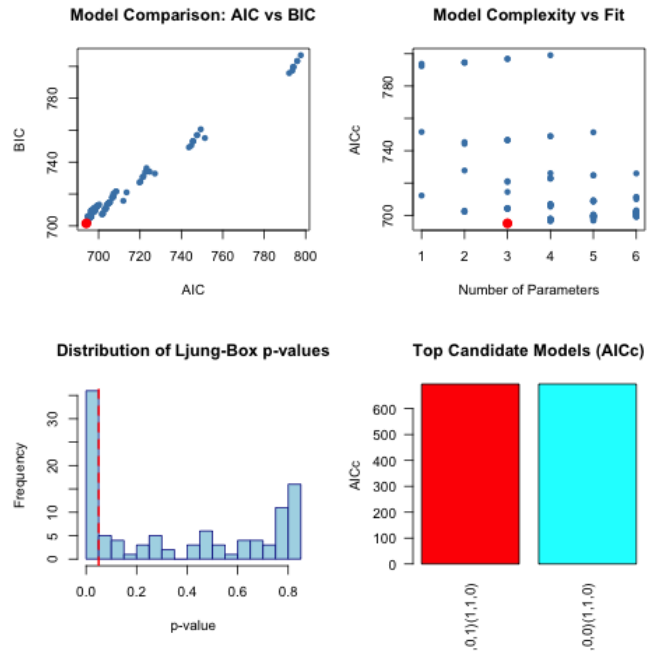 Model Comparison: AIC vs BIC
BIC
700 740 780
700 720 740 760 780 800
AIC
Model Complexity vs Fit
AICc
700 740 780
1 2 3 4 5 6
Number of Parameters
Distribution of Ljung-Box p-values
Frequency
0 5 10 20 30
0.0 0.2 0.4 0.6 0.8
p-value
Top Candidate Models (AICc)
AICc
0 100 200 300 400 500 600
,0,1)(1,1,0)
,0,0)(1,1,0)